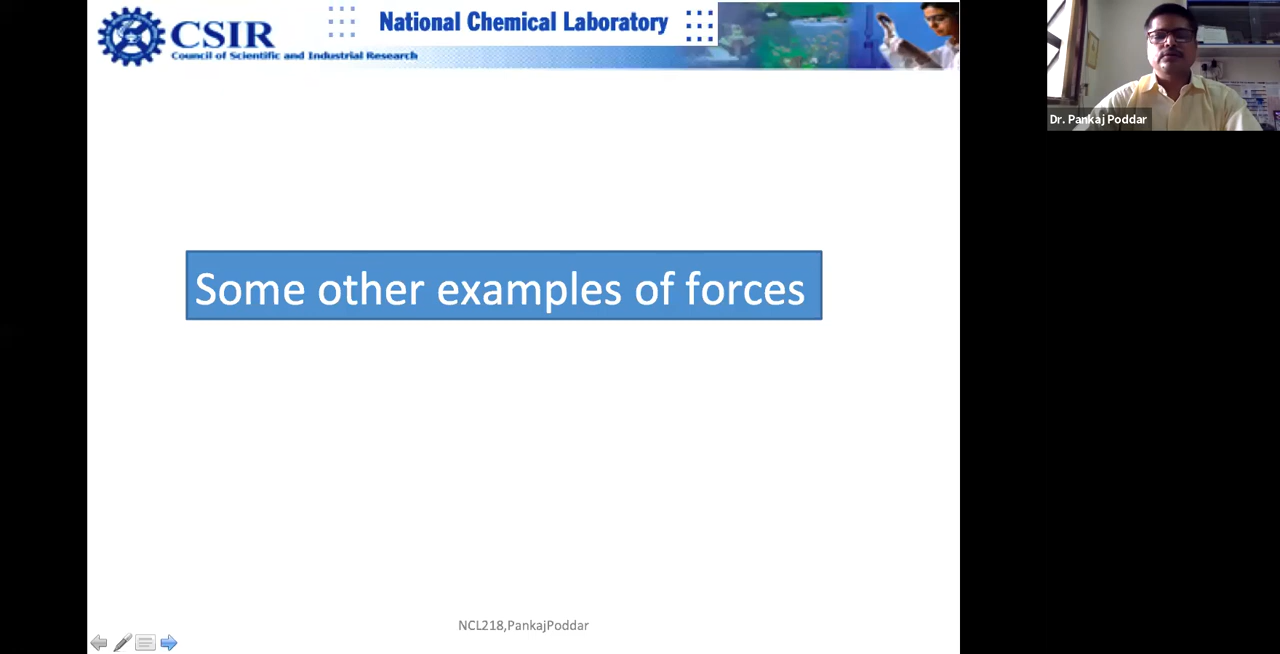 CSIR
Council of Scientific and Industrial Research
National Chemical Laboratory
Dr. Pankaj Poddar
Some other examples of forces
NCL218,PankajPoddar